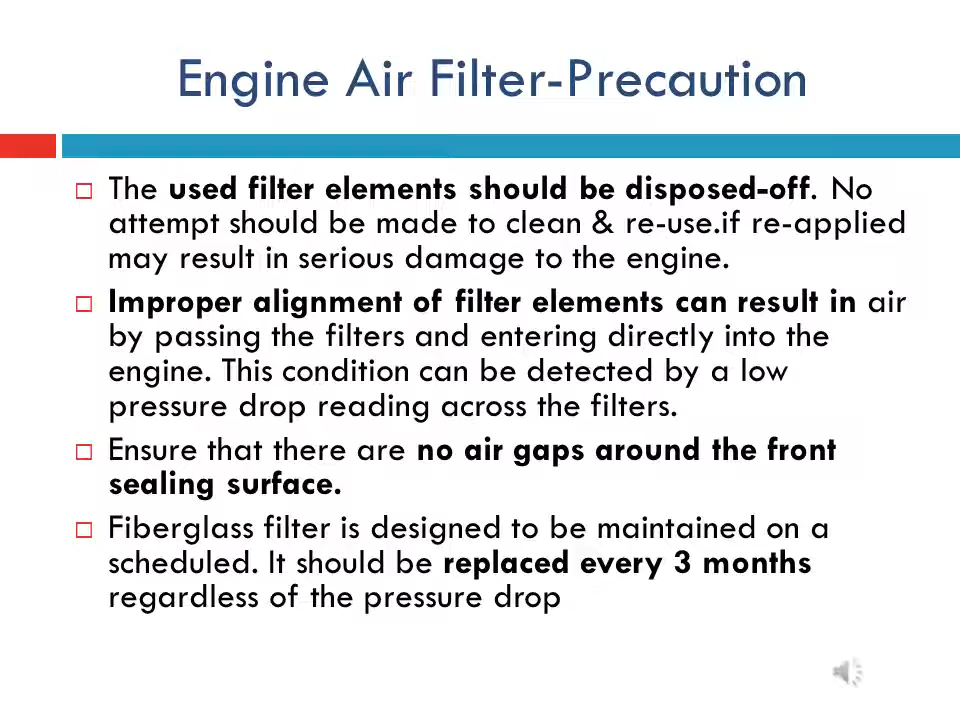 Engine Air Filter-Precaution
The used filter elements should be disposed-off. No
attempt should be made to clean & re-use.if re-applied
may result in serious damage to the engine.
Improper alignment of filter elements can result in air
by passing the filters and entering directly into the
engine. This condition can be detected by a low
pressure drop reading across the filters.
Ensure that there are no air gaps around the front
sealing surface.
Fiberglass filter is designed to be maintained on a
scheduled. It should be replaced every 3 months
regardless of the pressure drop